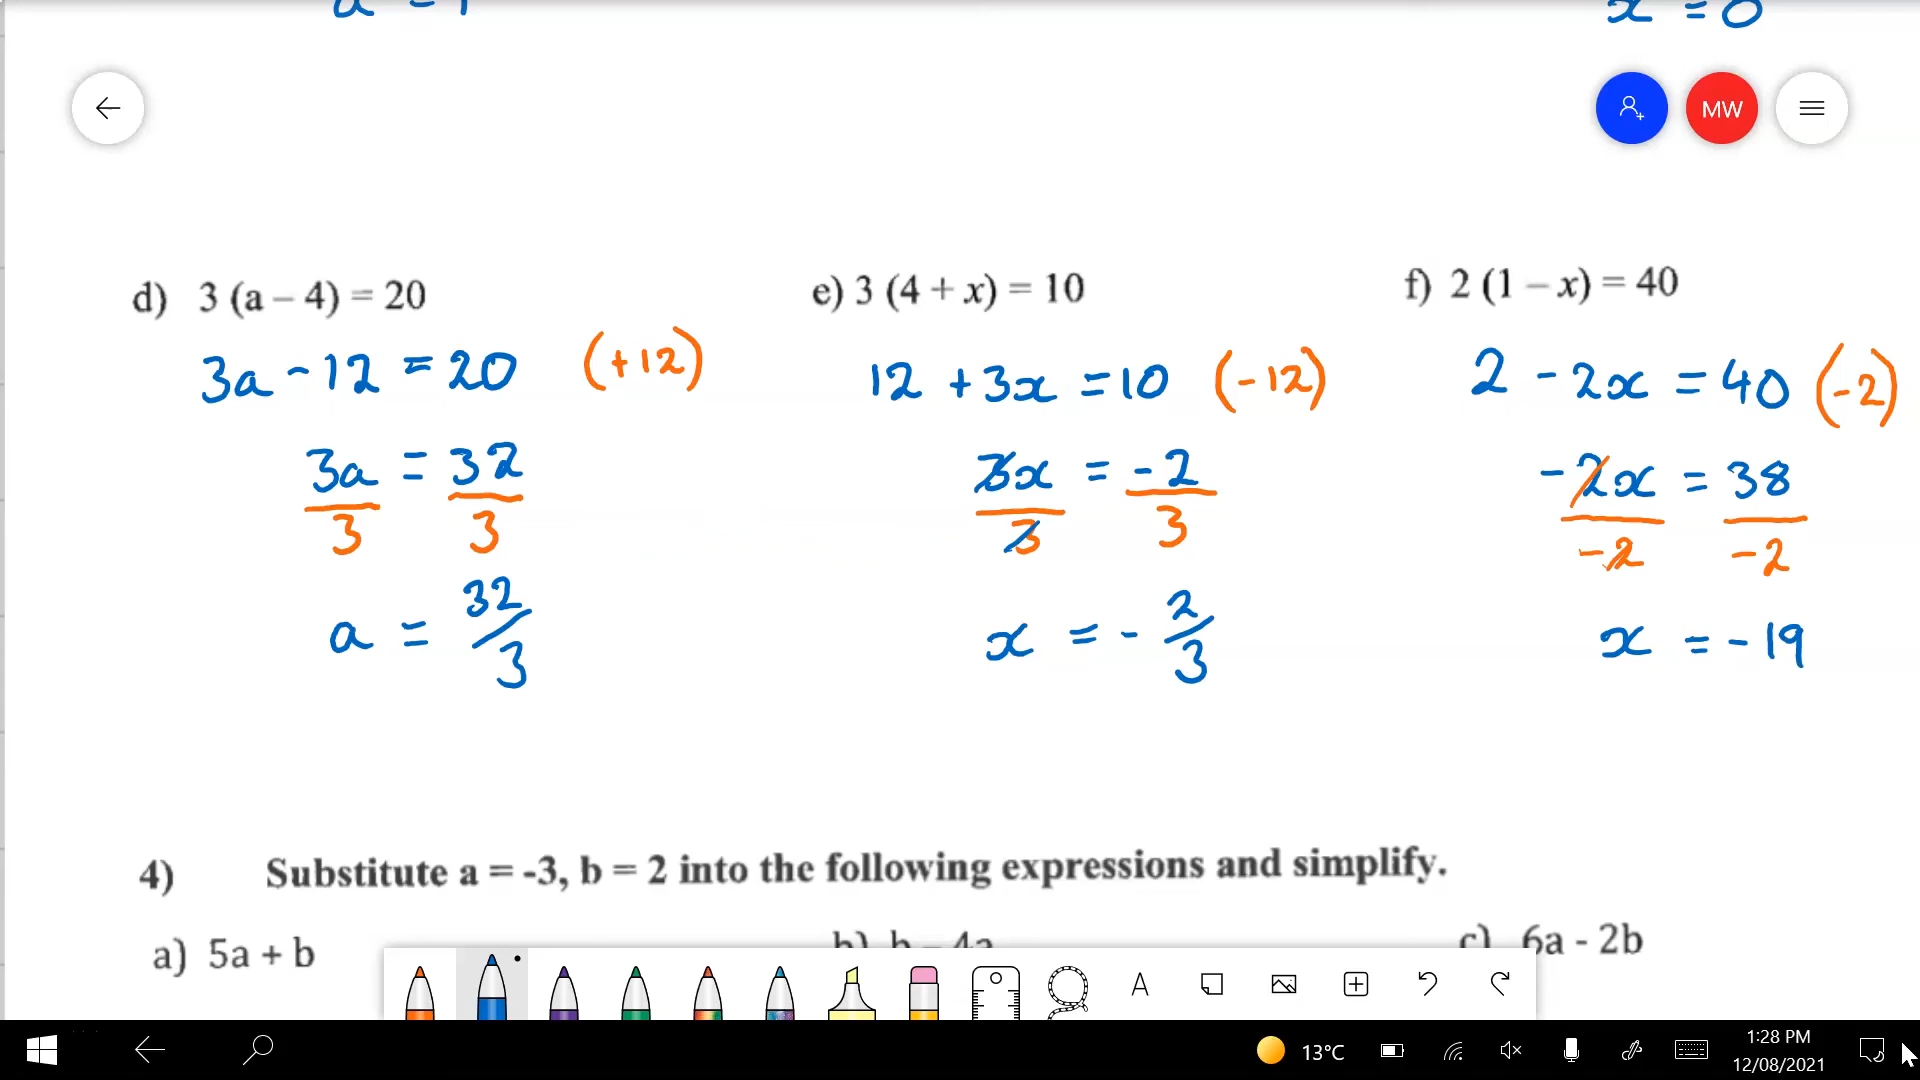 a = 1
x = 0
MW
d) 3 (a – 4) = 20
e) 3 (4 + x) = 10
f) 2 (1 – x) = 40
3a - 12 = 20 (+12)
12 + 3x = 10 (-12)
2 - 2x = 40 (-2)
3a = 32
3 3
3x = -2
3 3
-2x = 38
-2 -2
a = 32/3
x = - 2/3
x = -19
4) Substitute a = -3, b = 2 into the following expressions and simplify.
a) 5a + b
b) b – 4a
c) 6a - 2b
A
13°C
1:28 PM
12/08/2021